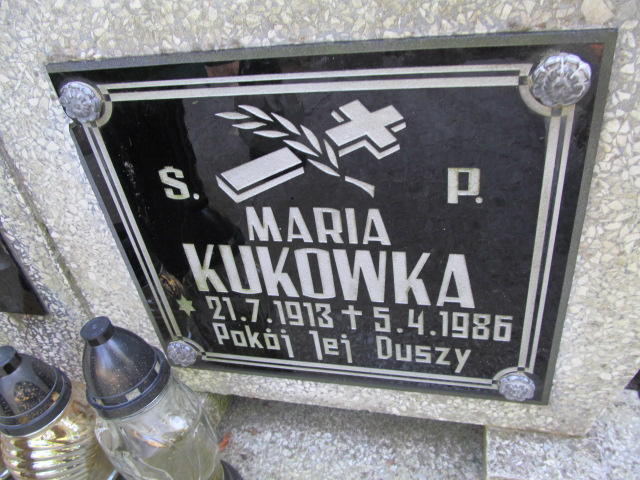 Ś. P.
MARIA
KUKOWKA
* 21.7.1913 ✝ 5.4.1986
Pokój Jej Duszy